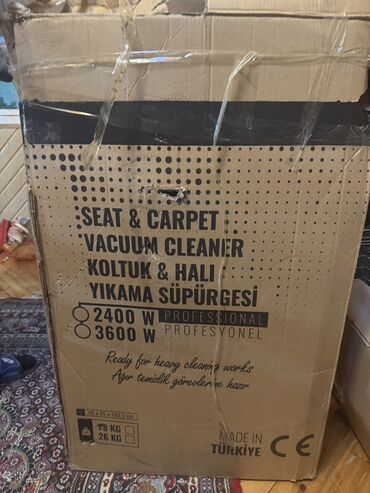 SEAT & CARPET
VACUUM CLEANER
KOLTUK & HALI
YIKAMA SÜPÜRGESİ
2400 W PROFESSIONAL
3600 W PROFESYONEL
Ready for heavy cleaning works
Ağır temizlik görevlerine hazır
28 KG
26 KG
MADE IN
TÜRKİYE
CE